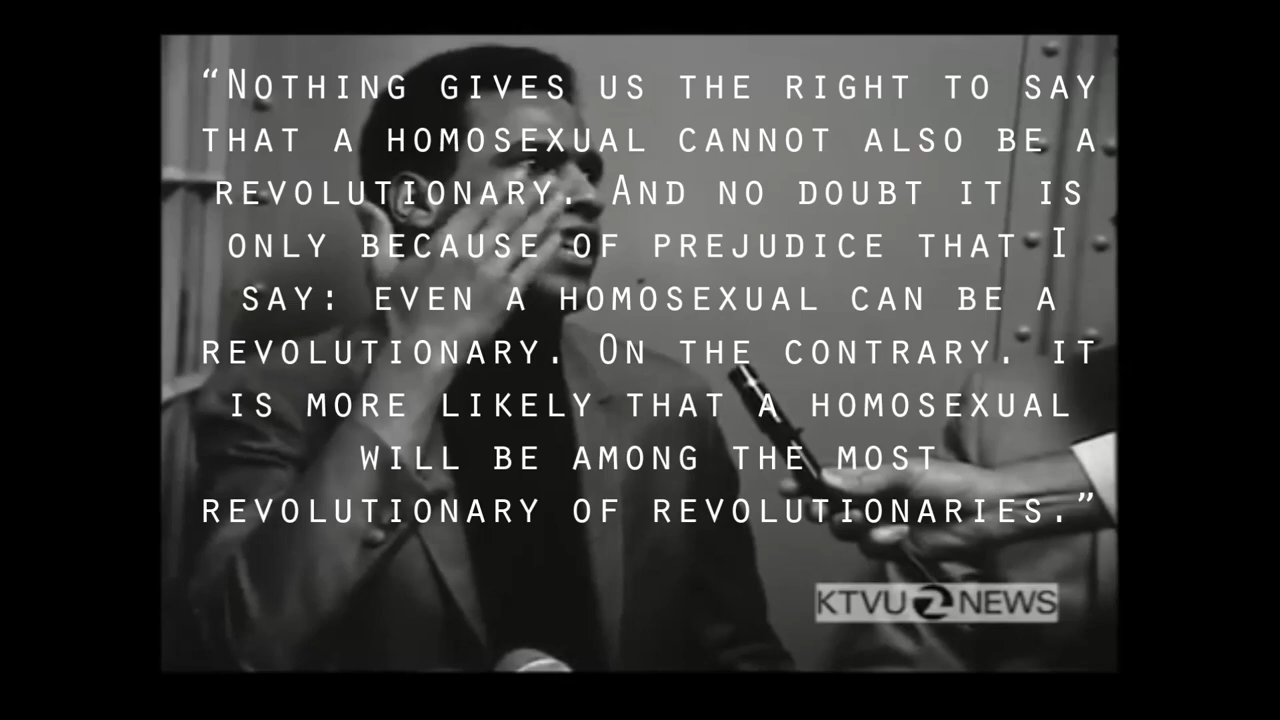 “Nothing gives us the right to say
that a homosexual cannot also be a
revolutionary. And no doubt it is
only because of prejudice that I
say: even a homosexual can be a
revolutionary. On the contrary. it
is more likely that a homosexual
will be among the most
revolutionary of revolutionaries.”
KTVU 2 NEWS